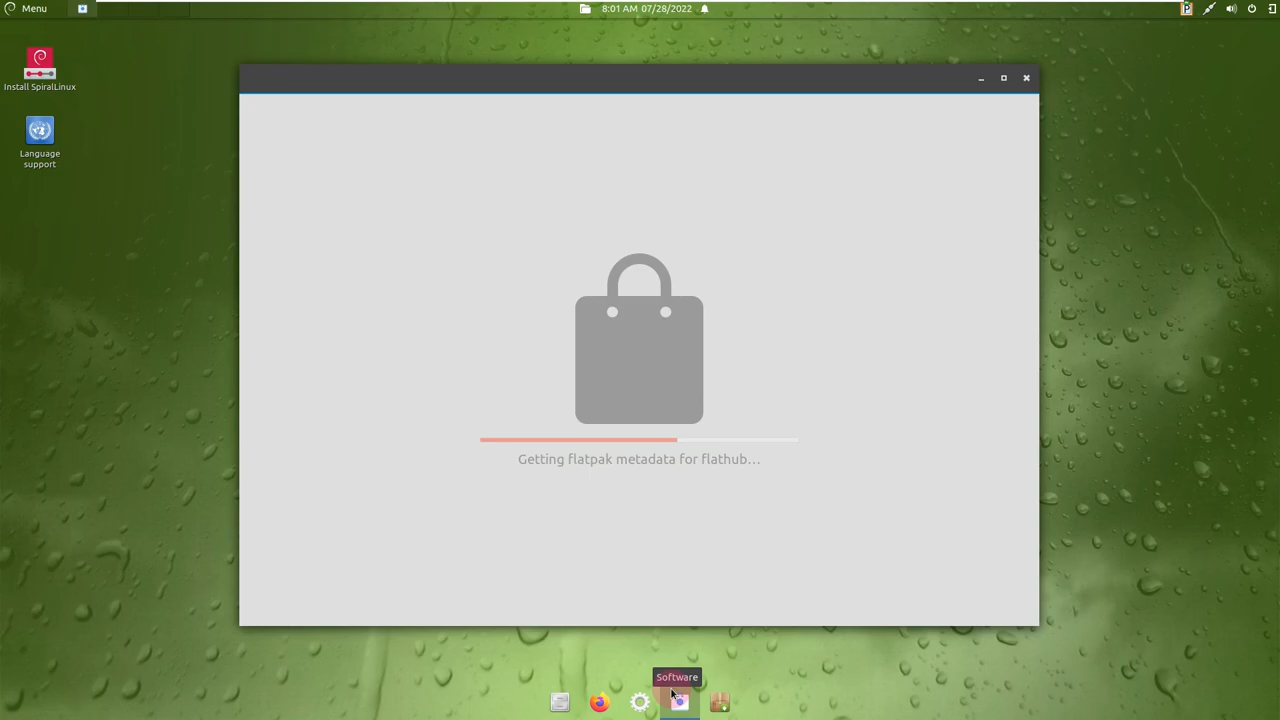 Menu
8:01 AM 07/28/2022
Install SpiralLinux
Language
support
Getting flatpak metadata for flathub…
Software